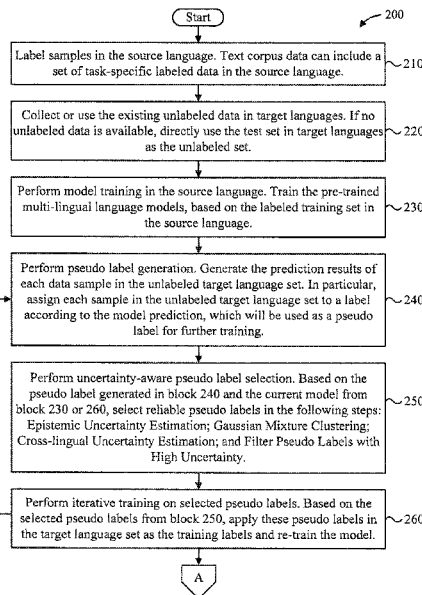 Start
200
Label samples in the source language. Text corpus data can include a
set of task-specific labeled data in the source language.
210
Collect or use the existing unlabeled data in target languages. If no
unlabeled data is available, directly use the test set in target languages
as the unlabeled set.
220
Perform model training in the source language. Train the pre-trained
multi-lingual language models, based on the labeled training set in
the source language.
230
Perform pseudo label generation. Generate the prediction results of
each data sample in the unlabeled target language set. In particular,
assign each sample in the unlabeled target language set to a label
according to the model prediction, which will be used as a pseudo
label for further training.
240
Perform uncertainty-aware pseudo label selection. Based on the
pseudo label generated in block 240 and the current model from
block 230 or 260, select reliable pseudo labels in the following steps:
Epistemic Uncertainty Estimation; Gaussian Mixture Clustering;
Cross-lingual Uncertainty Estimation; and Filter Pseudo Labels with
High Uncertainty.
250
Perform iterative training on selected pseudo labels. Based on the
selected pseudo labels from block 250, apply these pseudo labels in
the target language set as the training labels and re-train the model.
260
A